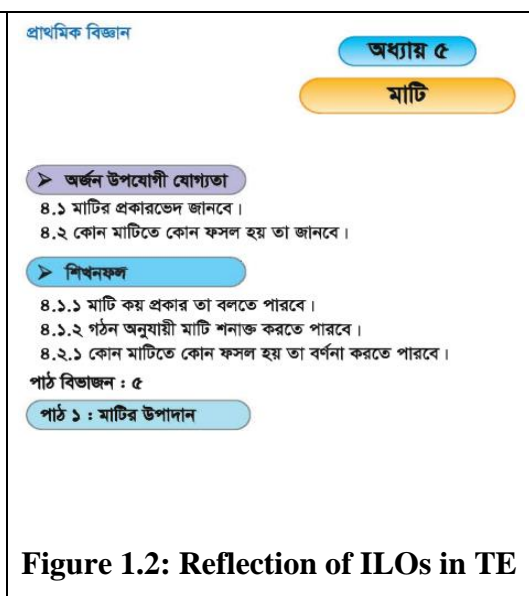 প্রাথমিক বিজ্ঞান
অধ্যায় ৫
মাটি
➢ অর্জন উপযোগী যোগ্যতা
৪.১ মাটির প্রকারভেদ জানবে।
৪.২ কোন মাটিতে কোন ফসল হয় তা জানবে।
➢ শিখনফল
৪.১.১ মাটি কয় প্রকার তা বলতে পারবে।
৪.১.২ গঠন অনুযায়ী মাটি শনাক্ত করতে পারবে।
৪.২.১ কোন মাটিতে কোন ফসল হয় তা বর্ণনা করতে পারবে।
পাঠ বিভাজন : ৫
পাঠ ১ : মাটির উপাদান
Figure 1.2: Reflection of ILOs in TE